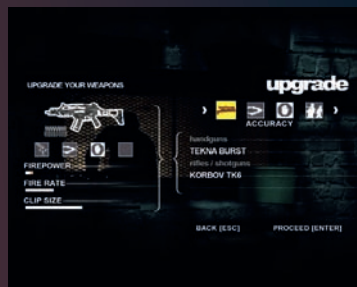 upgrade
UPGRADE YOUR WEAPONS
ACCURACY
handguns
TEKNA BURST
rifles / shotguns
KORBOV TK6
FIREPOWER
FIRE RATE
CLIP SIZE
BACK [ESC]
PROCEED [ENTER]